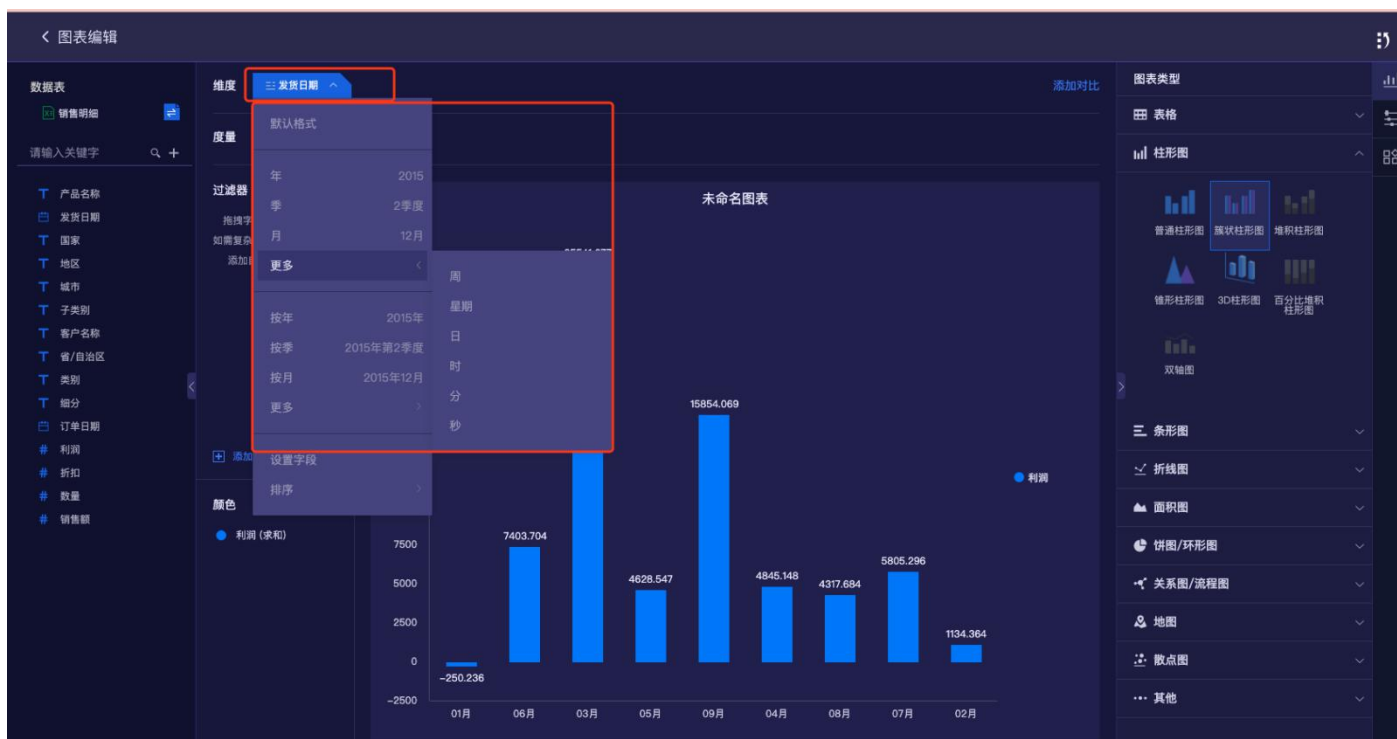 图表编辑
数据表
销售明细
请输入关键字
产品名称
发货日期
国家
地区
城市
子类别
客户名称
省/自治区
类别
细分
订单日期
利润
折扣
数量
销售额
维度
发货日期
添加对比
度量
过滤器
拖拽字
如需复杂
添加
颜色
利润 (求和)
默认格式
年 2015
季 2季度
月 12月
更多
按年 2015年
按季 2015年第2季度
按月 2015年12月
更多
设置字段
排序
周
星期
日
时
分
秒
未命名图表
15854.069
7403.704
4628.547
4845.148
4317.684
5805.296
1134.364
-250.236
7500
5000
2500
0
-2500
01月 06月 03月 05月 09月 04月 08月 07月 02月
利润
图表类型
表格
柱形图
普通柱形图 簇状柱形图 堆积柱形图
锥形柱形图 3D柱形图 百分比堆积
柱形图
双轴图
条形图
折线图
面积图
饼图/环形图
关系图/流程图
地图
散点图
其他